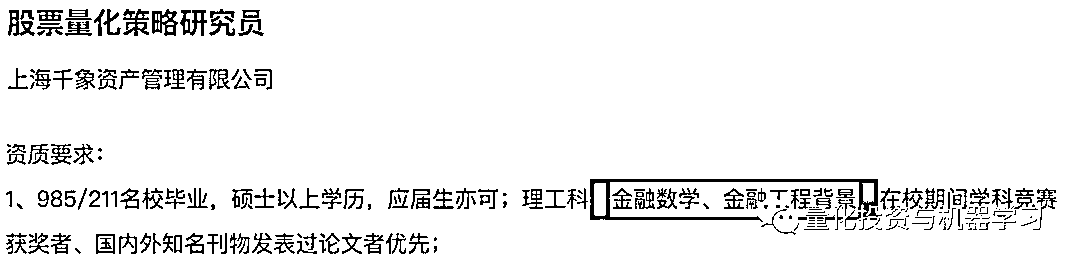 股票量化策略研究员
上海千象资产管理有限公司
资质要求：
1、985/211名校毕业，硕士以上学历，应届生亦可；理工科 金融数学、金融工程背景 在校期间学科竞赛
获奖者、国内外知名刊物发表过论文者优先；
量化投资与机器学习